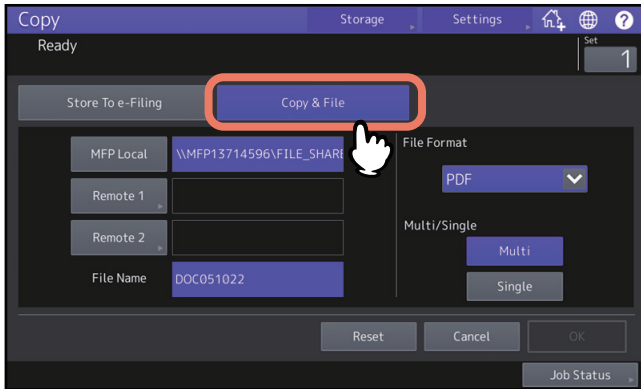 Copy
Storage
Settings
?
Ready
Set
1
Store To e-Filing
Copy & File
MFP Local
\\MFP13714596\FILE_SHARE
File Format
PDF
Remote 1
Remote 2
Multi/Single
Multi
File Name
DOC051022
Single
Reset
Cancel
OK
Job Status